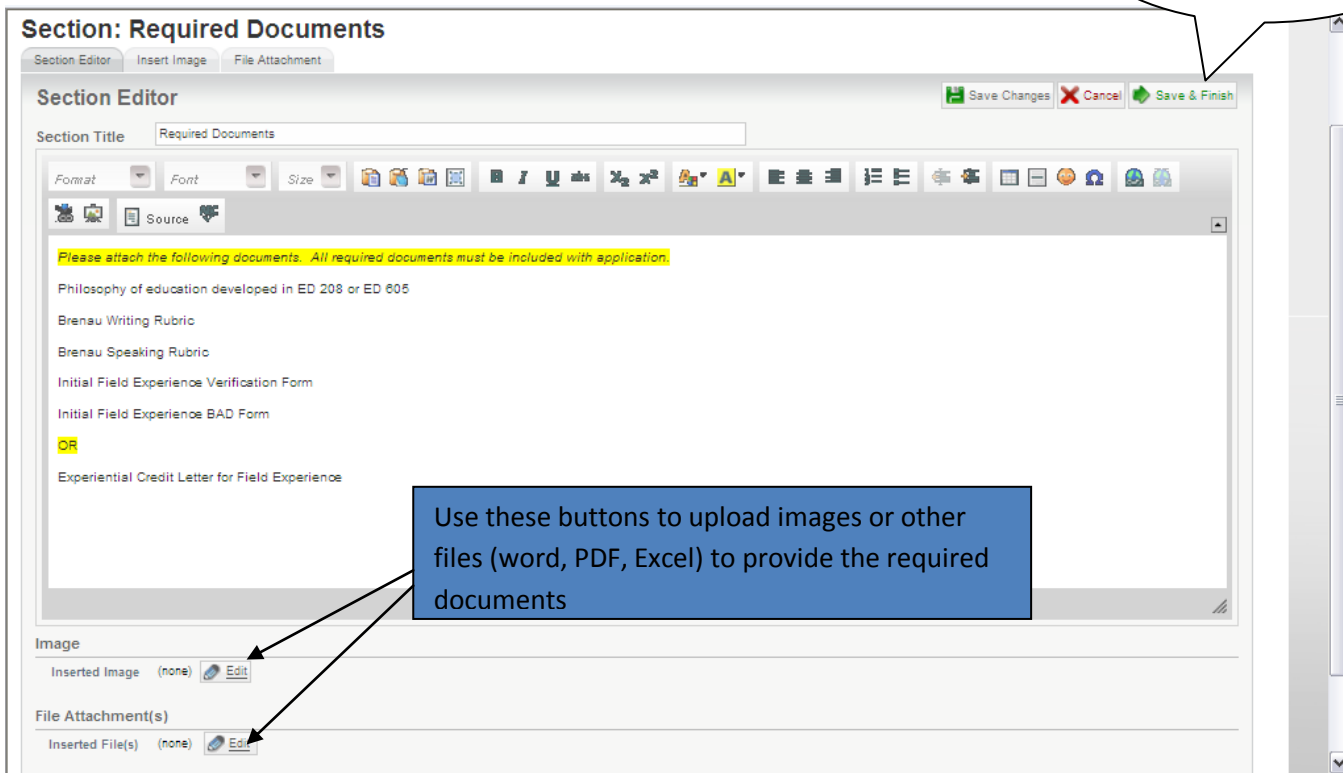 Section: Required Documents
Section Editor Insert Image File Attachment
Section Editor
Save Changes Cancel Save & Finish
Section Title Required Documents
Format Font Size B I U abc X₂ X² A A Ω
Source
Please attach the following documents. All required documents must be included with application.
Philosophy of education developed in ED 208 or ED 605
Brenau Writing Rubric
Brenau Speaking Rubric
Initial Field Experience Verification Form
Initial Field Experience BAD Form
OR
Experiential Credit Letter for Field Experience
Use these buttons to upload images or other
files (word, PDF, Excel) to provide the required
documents
Image
Inserted Image (none) Edit
File Attachment(s)
Inserted File(s) (none) Edit